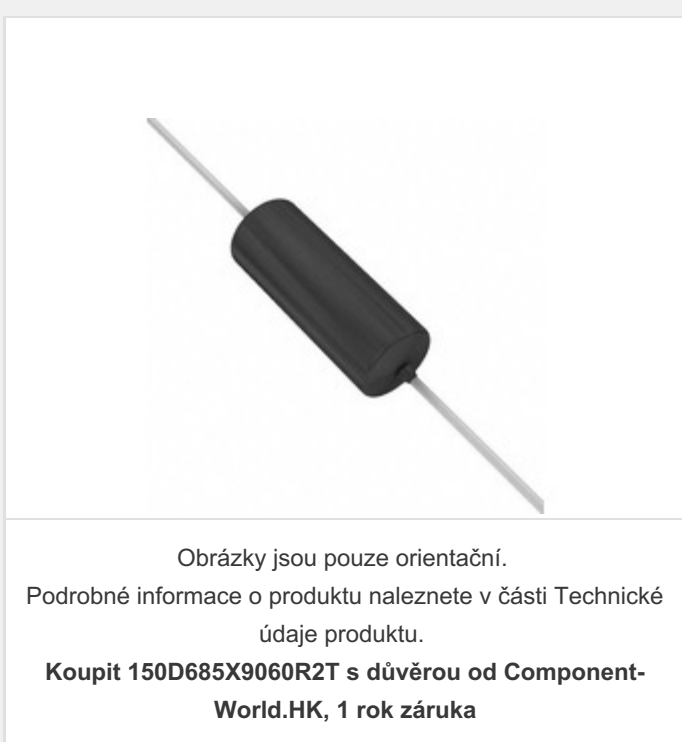 Obrázky jsou pouze orientační.
Podrobné informace o produktu naleznete v části Technické
údaje produktu.
Koupit 150D685X9060R2T s důvěrou od Component-
World.HK, 1 rok záruka